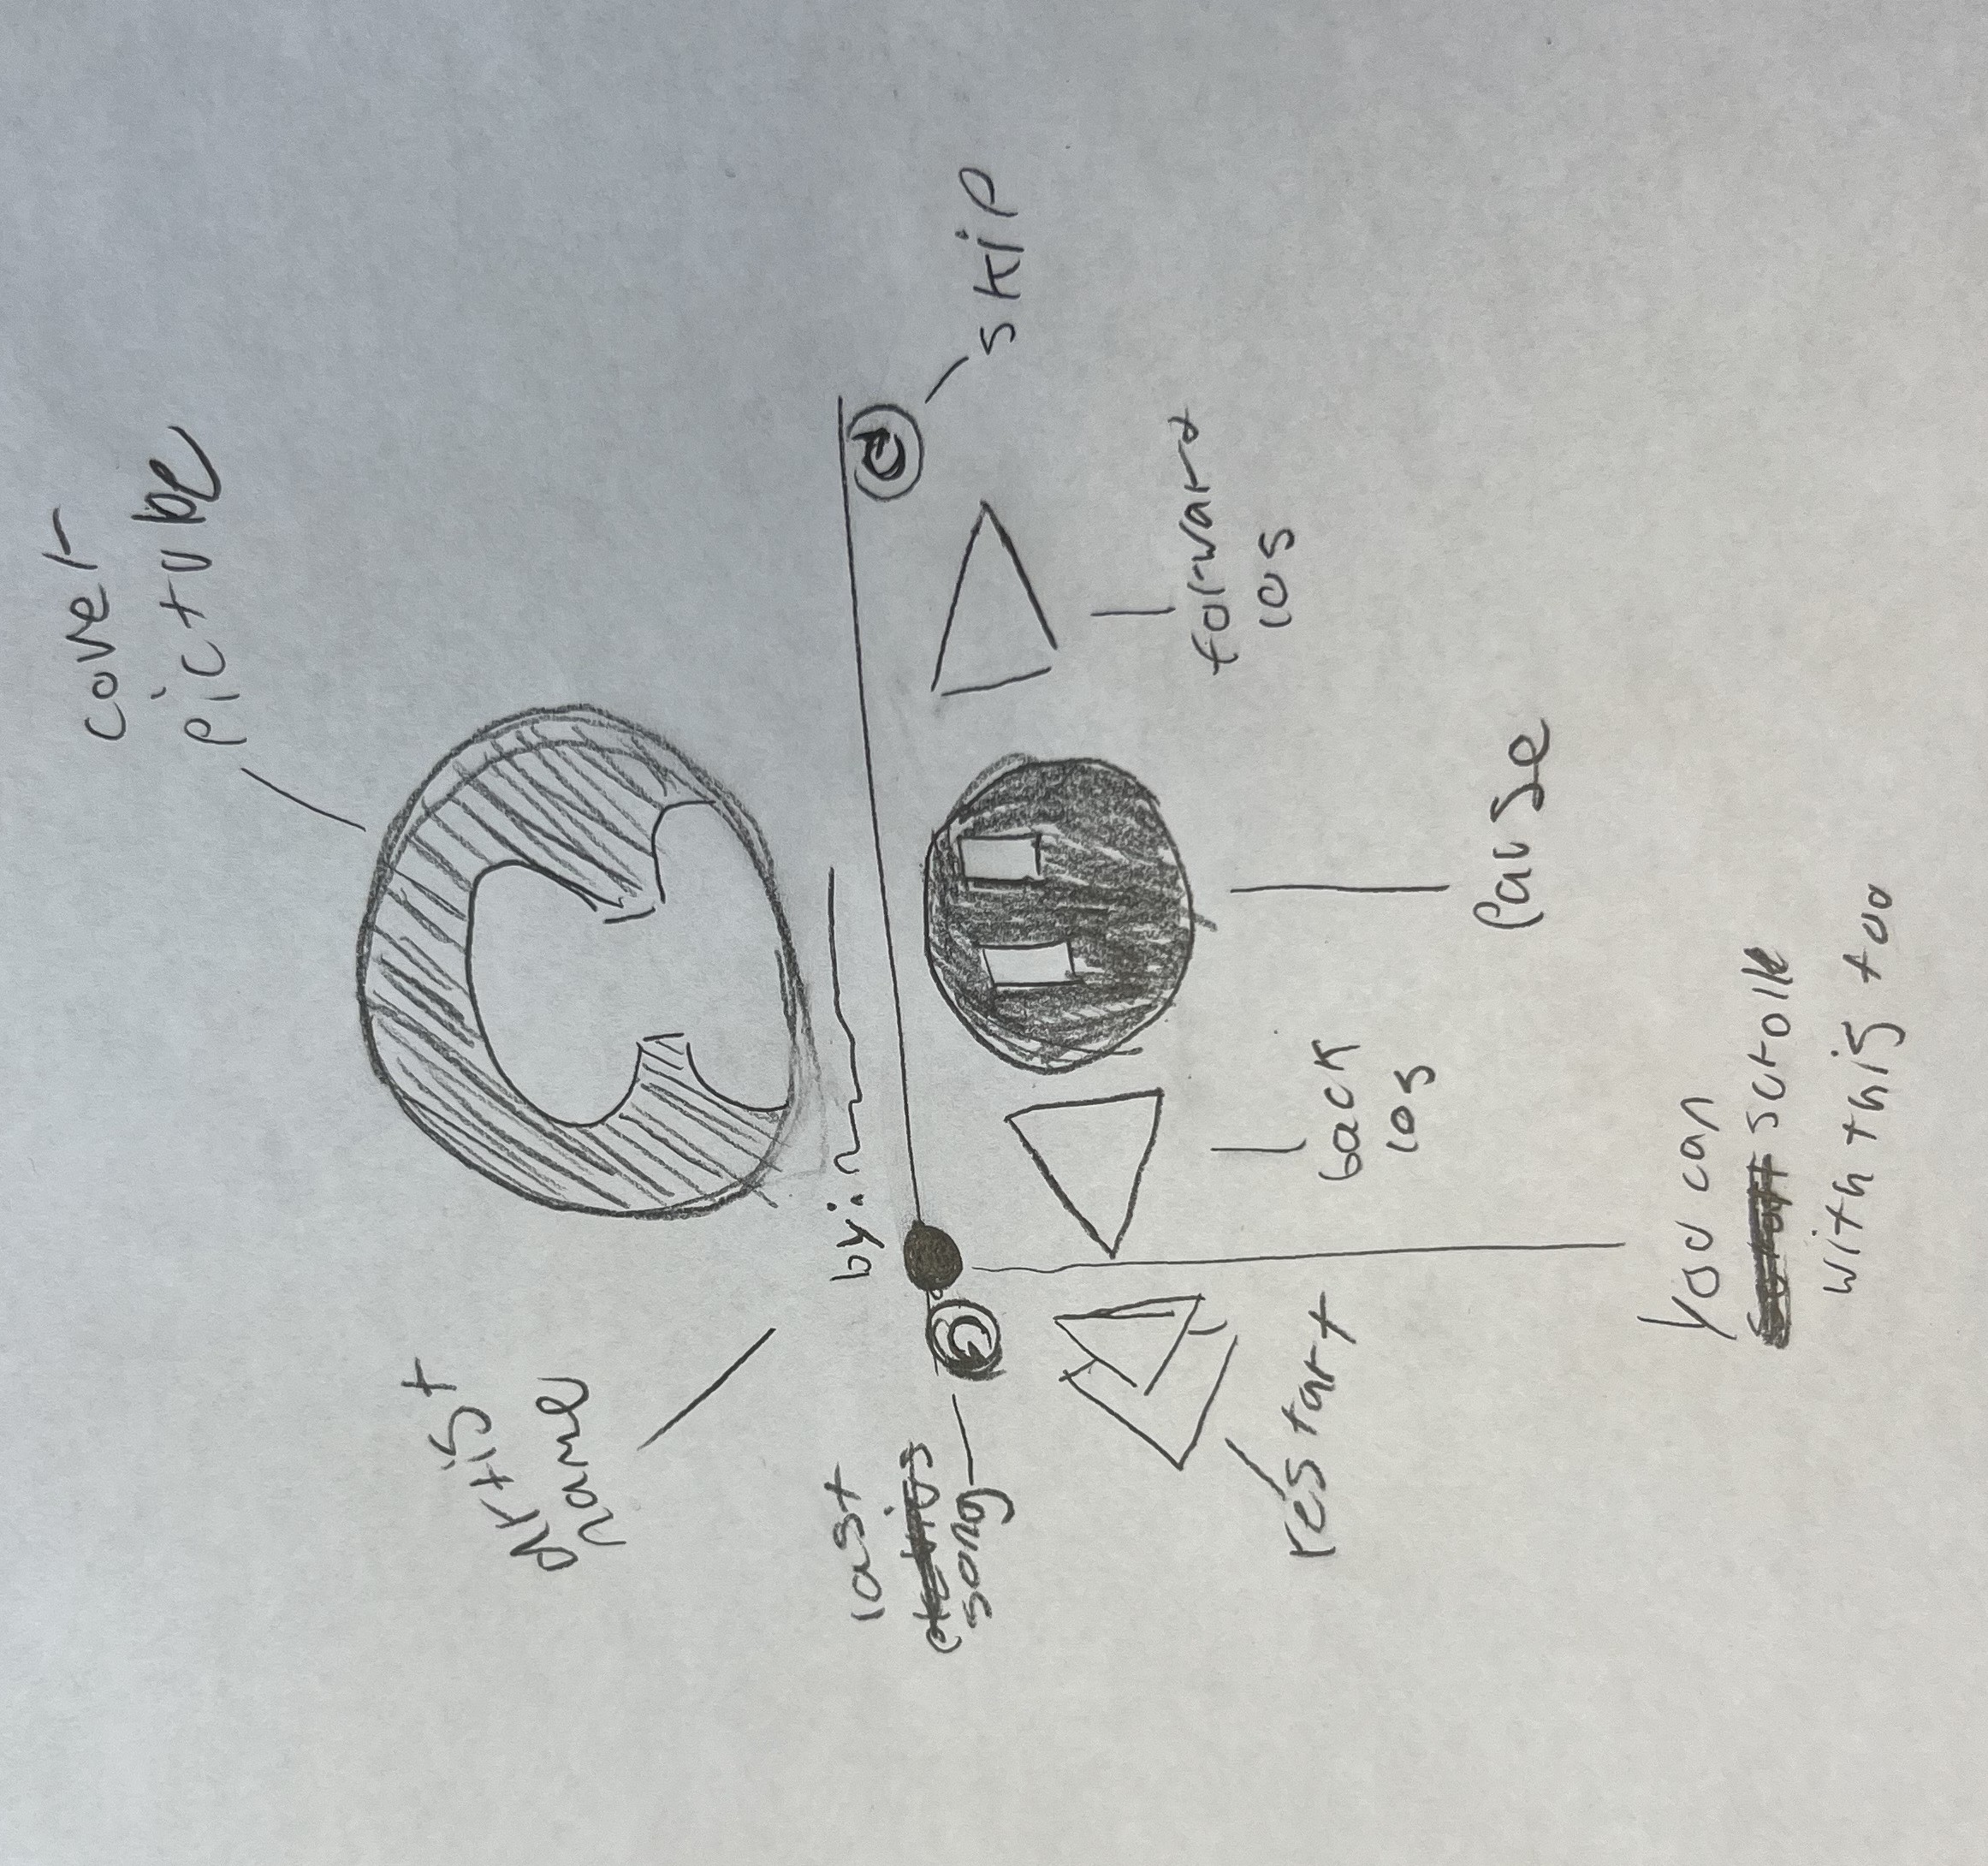 cover
picture
artist
name
by:
last
song
skip
restart
back
10s
Pause
forward
10s
You can
scroll
with this too